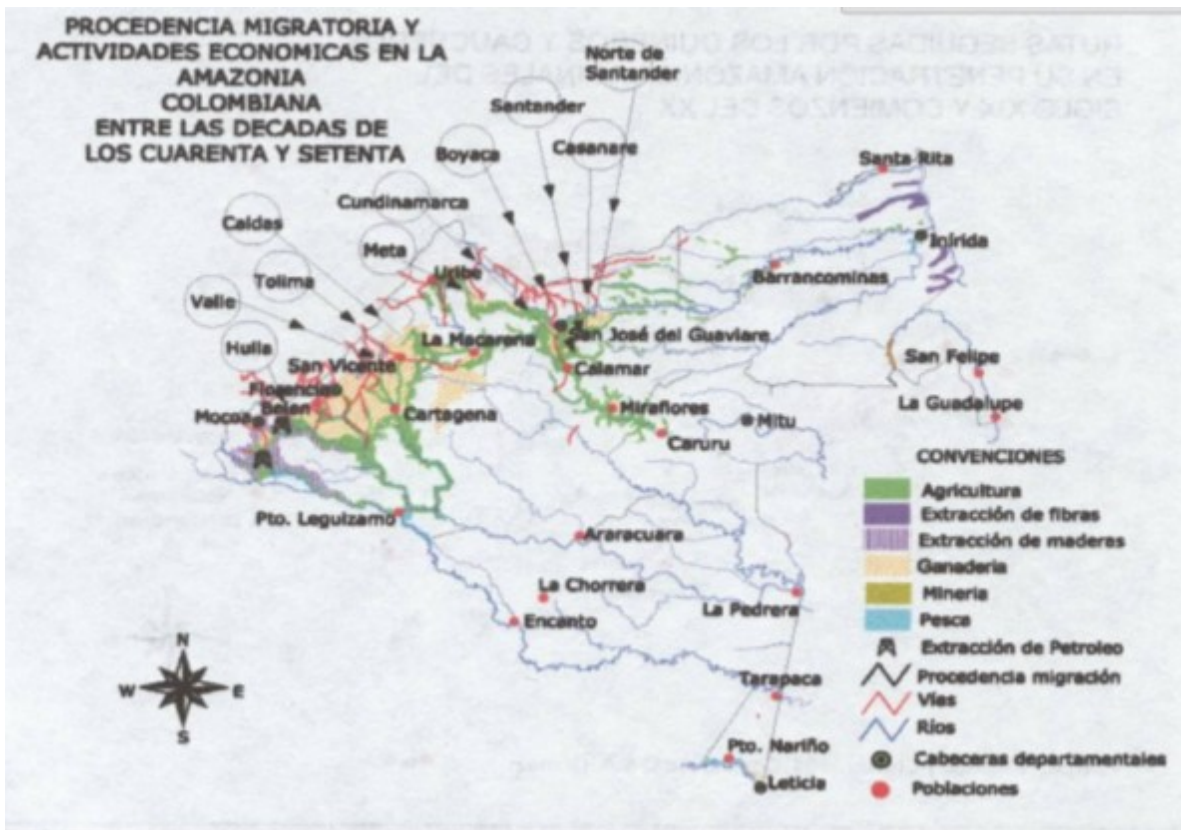 PROCEDENCIA MIGRATORIA Y
ACTIVIDADES ECONOMICAS EN LA
AMAZONIA
COLOMBIANA
ENTRE LAS DECADAS DE
LOS CUARENTA Y SETENTA
Norte de
Santander
Santander
Casanare
Boyaca
Cundinamarca
Caldas
Meta
Tolima
Valle
Huila
Uribe
Santa Rita
Inírida
Barrancominas
San José del Guaviare
La Macarena
San Vicente
Calamar
San Felipe
Florencia
Belen
Mocoa
Cartagena
Miraflores
Mitu
La Guadalupe
Caruru
Pto. Leguizamo
Araracuara
La Chorrera
La Pedrera
Encanto
Tarapaca
Pto. Nariño
Leticia
N
W
E
S
CONVENCIONES
Agricultura
Extracción de fibras
Extracción de maderas
Ganaderia
Mineria
Pesca
Extracción de Petroleo
Procedencia migración
Vías
Ríos
Cabeceras departamentales
Poblaciones